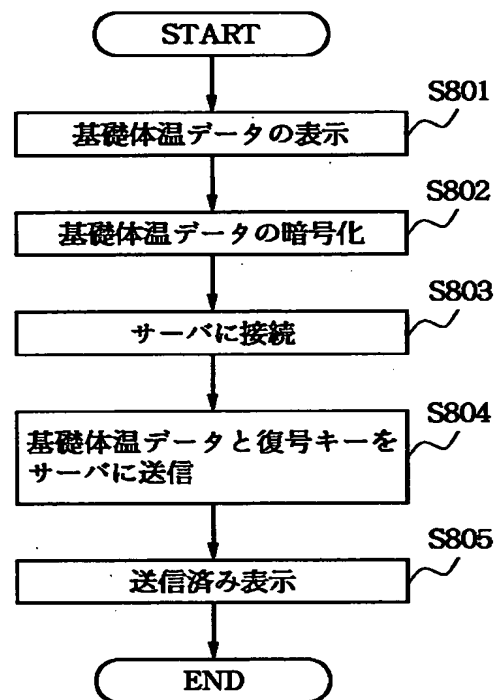 START
S801
基礎体温データの表示
S802
基礎体温データの暗号化
S803
サーバに接続
S804
基礎体温データと復号キーを
サーバに送信
S805
送信済み表示
END